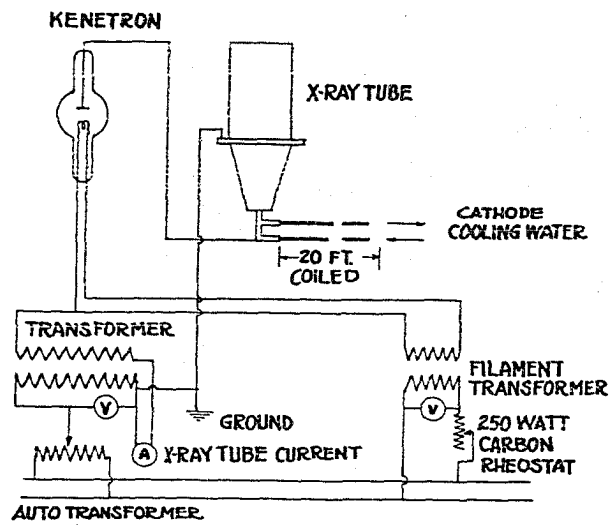 KENETRON
X-RAY TUBE
CATHODE
COOLING WATER
20 FT.
COILED
TRANSFORMER
FILAMENT
TRANSFORMER
V
V
GROUND
250 WATT
CARBON
RHEOSTAT
A
X-RAY TUBE CURRENT
AUTO TRANSFORMER